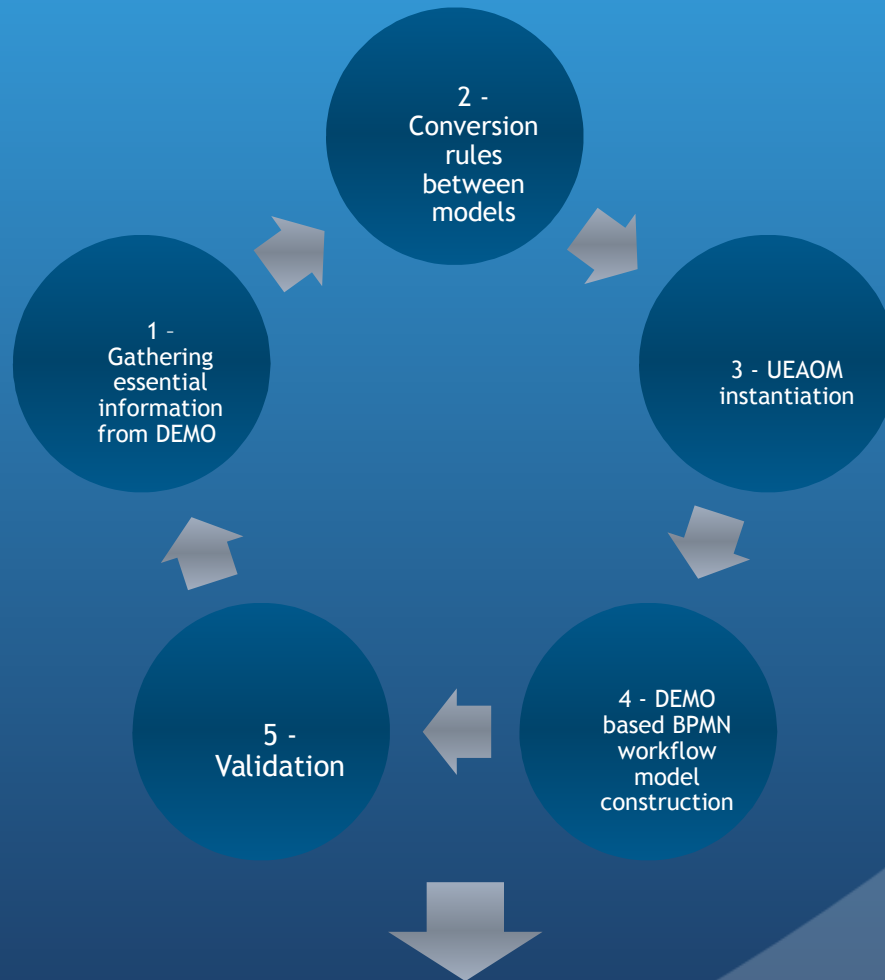 1 –
Gathering
essential
information
from DEMO
2 -
Conversion
rules
between
models
3 - UEAOM
instantiation
4 - DEMO
based BPMN
workflow
model
construction
5 -
Validation